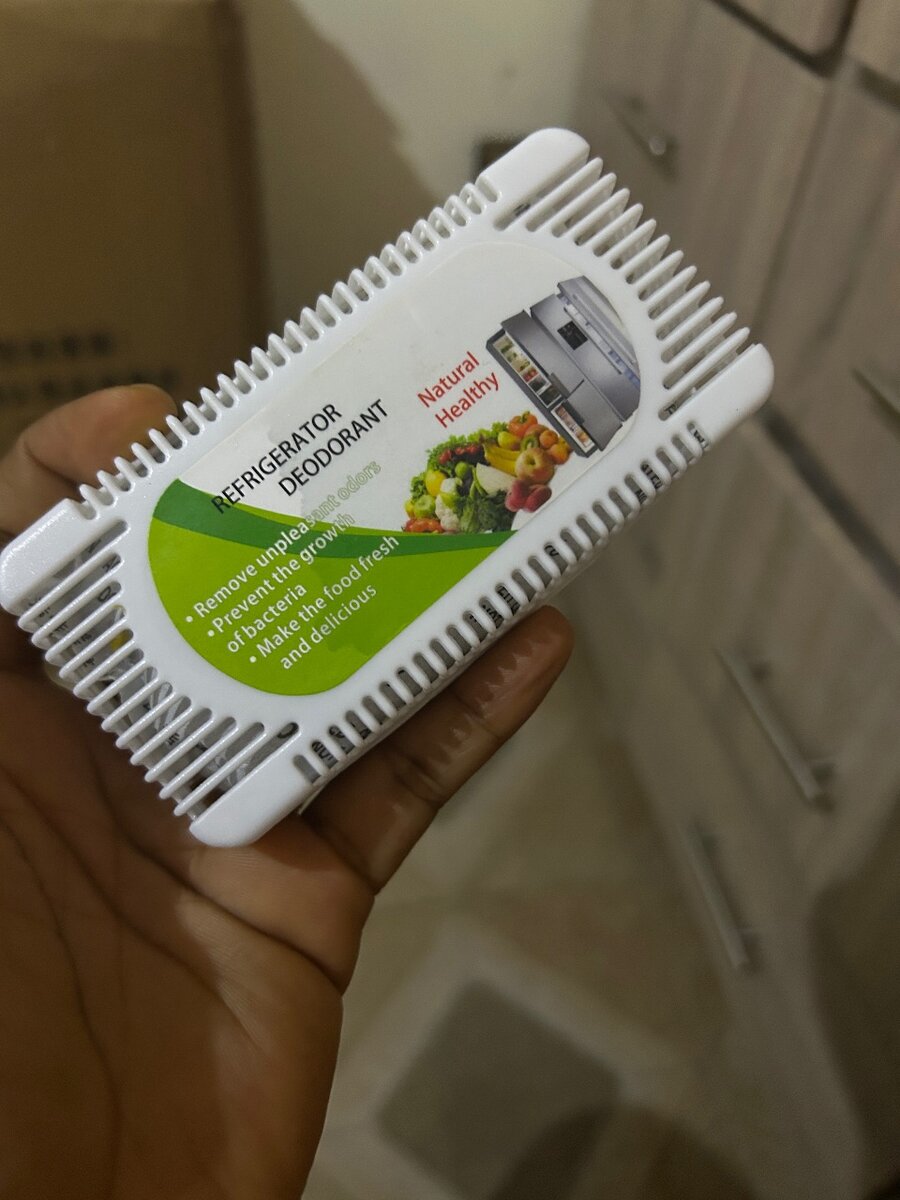 Natural
Healthy
REFRIGERATOR
DEODORANT
• Remove unpleasant odors
• Prevent the growth
of bacteria
• Make the food fresh
and delicious